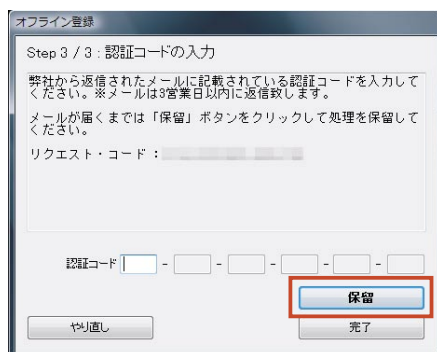 オフライン登録
Step 3 / 3 : 認証コードの入力
弊社から返信されたメールに記載されている認証コードを入力して
ください。※メールは3営業日以内に返信致します。
メールが届くまでは「保留」ボタンをクリックして処理を保留して
ください。
リクエスト・コード :
認証コード - - - - -
保留
やり直し 完了